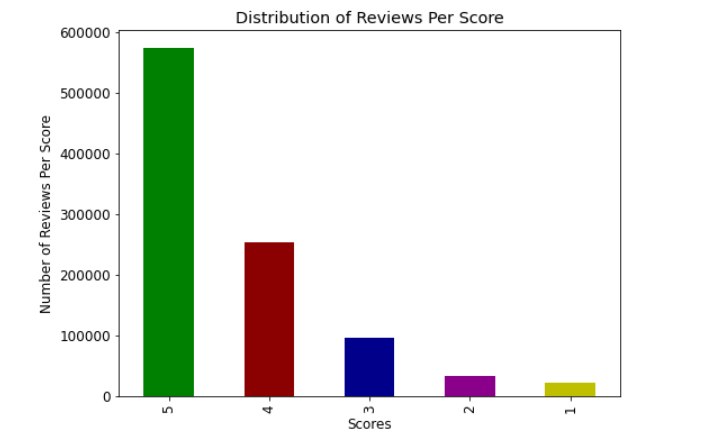 Distribution of Reviews Per Score
Number of Reviews Per Score
600000
500000
400000
300000
200000
100000
0
5 4 3 2 1
Scores